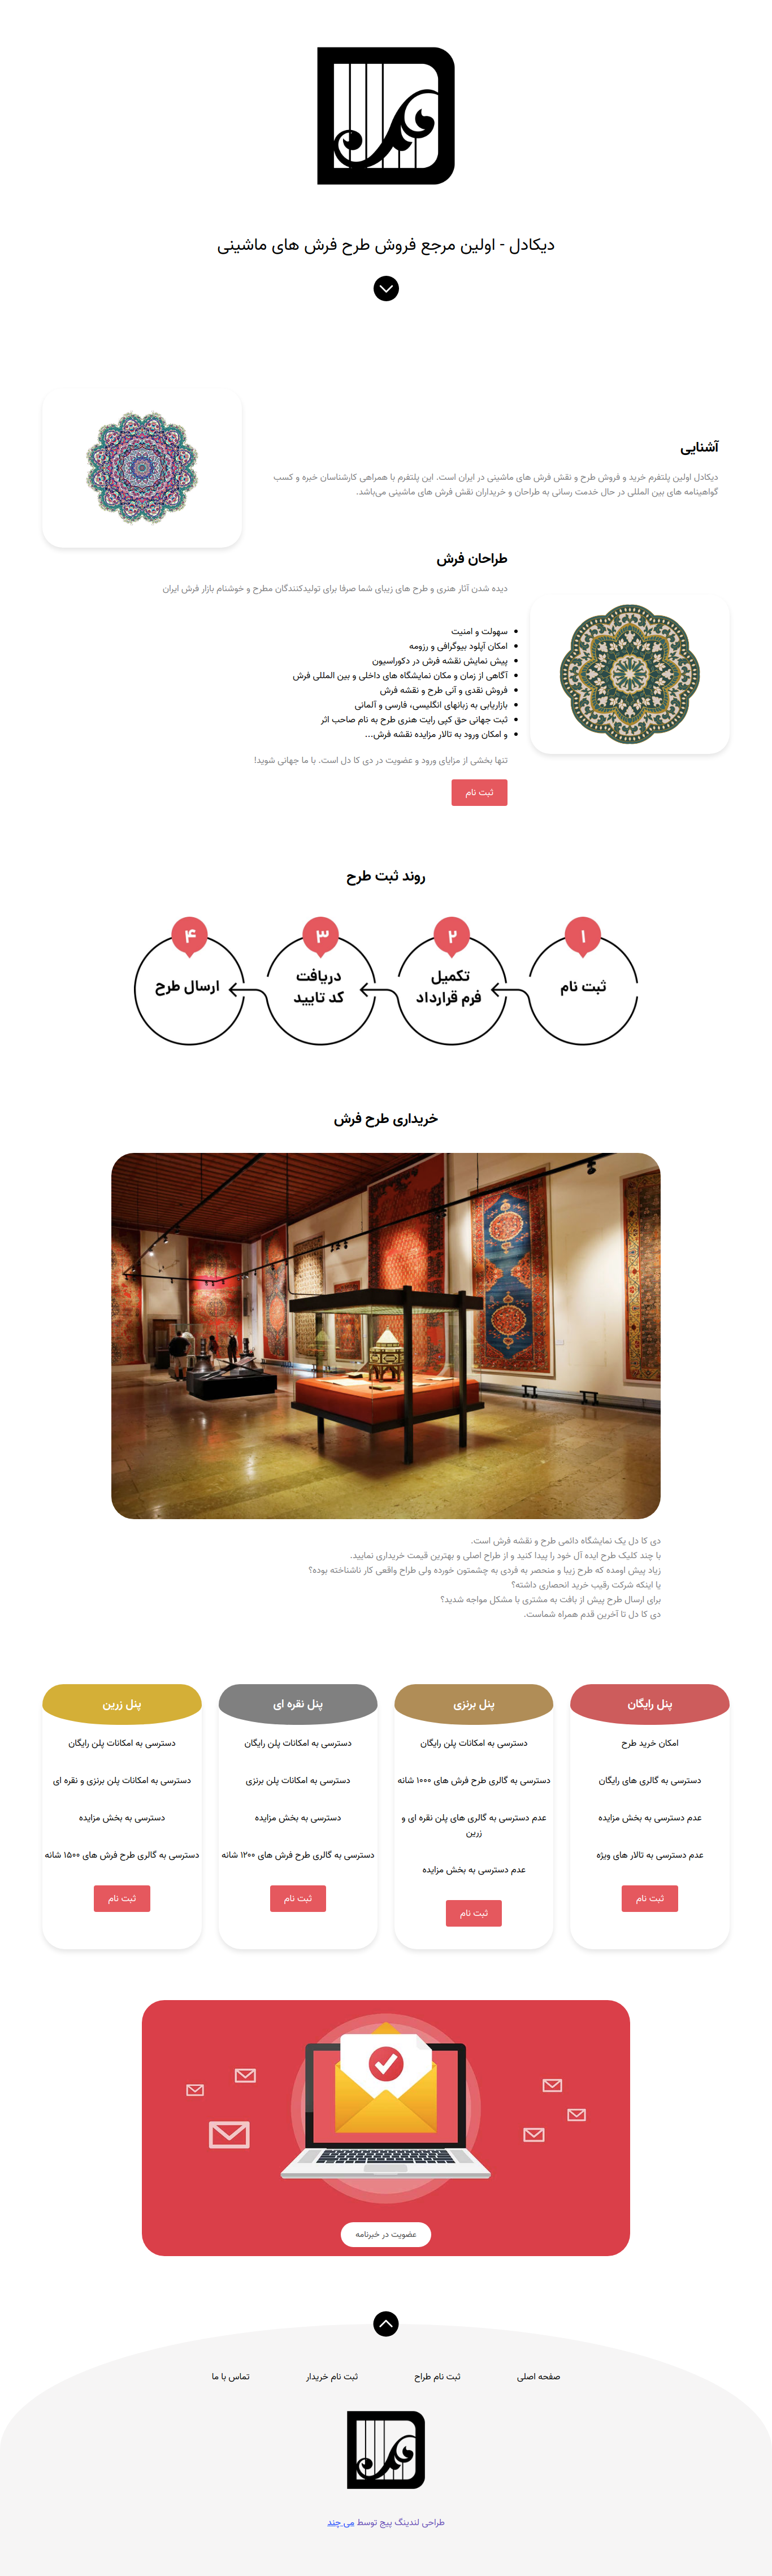 دیکادل - اولین مرجع فروش طرح فرش های ماشینی
آشنایی
دیکادل اولین پلتفرم خرید و فروش طرح و نقش فرش های ماشینی در ایران است. این پلتفرم با همراهی کارشناسان خبره و کسب
گواهینامه های بین المللی در حال خدمت رسانی به طراحان و خریداران نقش فرش های ماشینی می‌باشد.
طراحان فرش
دیده شدن آثار هنری و طرح های زیبای شما صرفا برای تولیدکنندگان مطرح و خوشنام بازار فرش ایران
سهولت و امنیت
امکان آپلود بیوگرافی و رزومه
پیش نمایش نقشه فرش در دکوراسیون
آگاهی از زمان و مکان نمایشگاه های داخلی و بین المللی فرش
فروش نقدی و آنی طرح و نقشه فرش
بازاریابی به زبانهای انگلیسی، فارسی و آلمانی
ثبت جهانی حق کپی رایت هنری طرح به نام صاحب اثر
و امکان ورود به تالار مزایده نقشه فرش...
تنها بخشی از مزایای ورود و عضویت در دی کا دل است. با ما جهانی شوید!
ثبت نام
روند ثبت طرح
۱
ثبت نام
۲
تکمیل
فرم قرارداد
۳
دریافت
کد تایید
۴
ارسال طرح
خریداری طرح فرش
دی کا دل یک نمایشگاه دائمی طرح و نقشه فرش است.
با چند کلیک طرح ایده آل خود را پیدا کنید و از طراح اصلی و بهترین قیمت خریداری نمایید.
زیاد پیش اومده که طرح زیبا و منحصر به فردی به چشمتون خورده ولی طراح واقعی کار ناشناخته بوده؟
یا اینکه شرکت رقیب خرید انحصاری داشته؟
برای ارسال طرح پیش از بافت به مشتری با مشکل مواجه شدید؟
دی کا دل تا آخرین قدم همراه شماست.
پنل رایگان
امکان خرید طرح
دسترسی به گالری های رایگان
عدم دسترسی به بخش مزایده
عدم دسترسی به تالار های ویژه
ثبت نام
پنل برنزی
دسترسی به امکانات پلن رایگان
دسترسی به گالری طرح فرش های ۱۰۰۰ شانه
عدم دسترسی به گالری های پلن نقره ای و
زرین
عدم دسترسی به بخش مزایده
ثبت نام
پنل نقره ای
دسترسی به امکانات پلن رایگان
دسترسی به امکانات پلن برنزی
دسترسی به بخش مزایده
دسترسی به گالری طرح فرش های ۱۲۰۰ شانه
ثبت نام
پنل زرین
دسترسی به امکانات پلن رایگان
دسترسی به امکانات پلن برنزی و نقره ای
دسترسی به بخش مزایده
دسترسی به گالری طرح فرش های ۱۵۰۰ شانه
ثبت نام
عضویت در خبرنامه
صفحه اصلی
ثبت نام طراح
ثبت نام خریدار
تماس با ما
طراحی لندینگ پیج توسط می چند